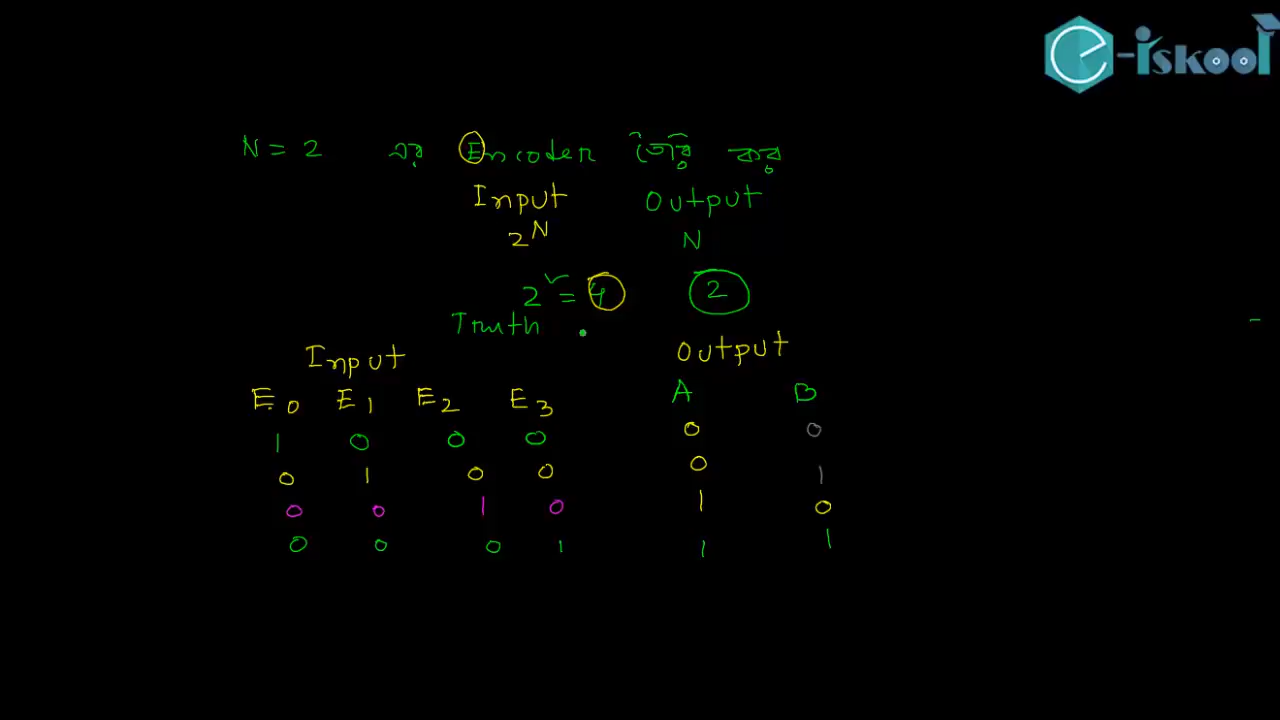 e-iskool
N = 2 এর Encoder তৈরি কর
Input Output
2^N N
2² = 4 2
Truth
Input Output
E0 E1 E2 E3 A B
1 0 0 0 0 0
0 1 0 0 0 1
0 0 1 0 1 0
0 0 0 1 1 1